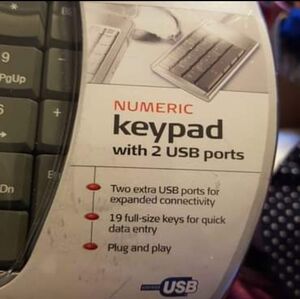 9
PgUp
-
6
+
Dn
NUMERIC
keypad
with 2 USB ports
Two extra USB ports for
expanded connectivity
19 full-size keys for quick
data entry
Plug and play
USB